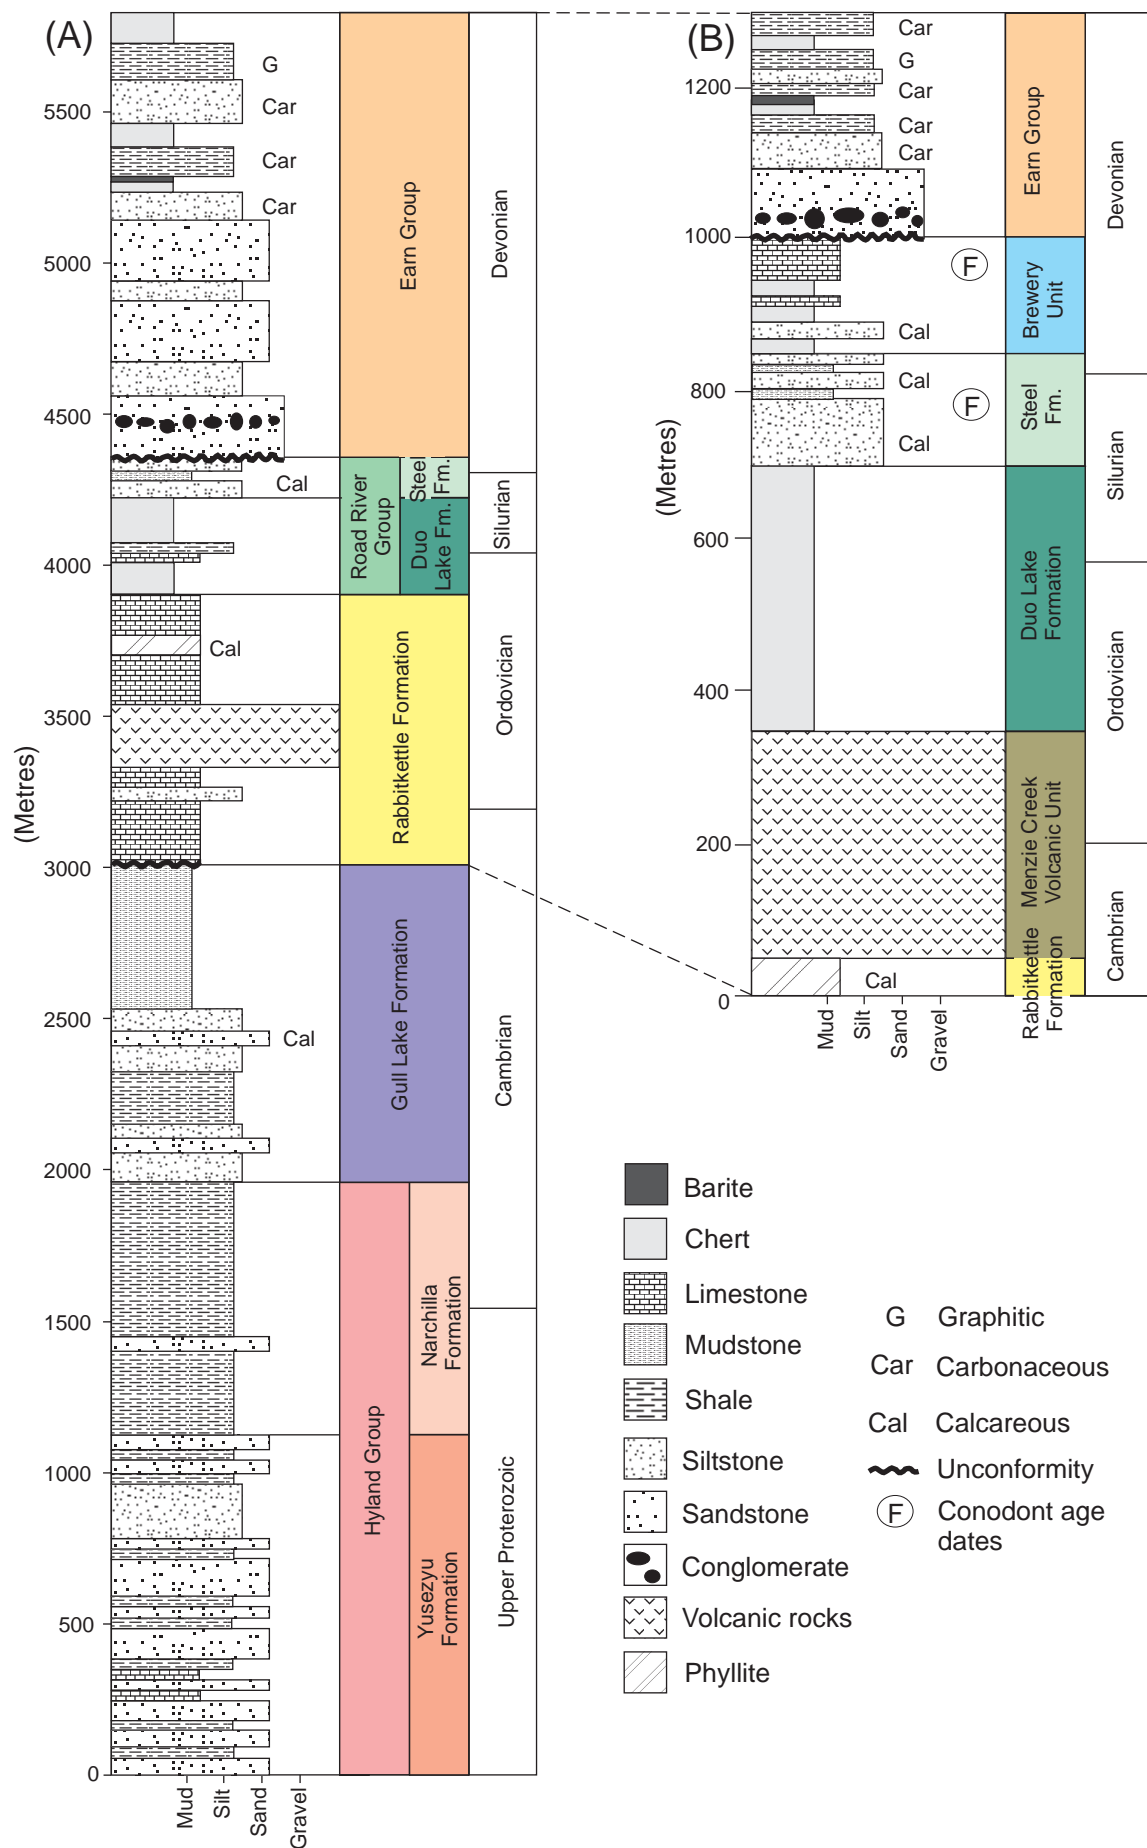 (A)
(Metres)
5500
5000
4500
4000
3500
3000
2500
2000
1500
1000
500
0
G
Car
Car
Car
Cal
Cal
Cal
Mud
Silt
Sand
Gravel
Earn Group
Road River
Group
Steel
Fm.
Duo
Lake Fm.
Rabbitkettle Formation
Gull Lake Formation
Hyland Group
Narchilla
Formation
Yusezyu
Formation
Devonian
Silurian
Ordovician
Cambrian
Upper Proterozoic
(B)
(Metres)
1200
1000
800
600
400
200
0
Car
G
Car
Car
Car
F
Cal
Cal
F
Cal
Cal
Mud
Silt
Sand
Gravel
Earn Group
Brewery
Unit
Steel
Fm.
Duo Lake
Formation
Menzie Creek
Volcanic Unit
Rabbitkettle
Formation
Devonian
Silurian
Ordovician
Cambrian
Barite
Chert
Limestone
Mudstone
Shale
Siltstone
Sandstone
Conglomerate
Volcanic rocks
Phyllite
G Graphitic
Car Carbonaceous
Cal Calcareous
Unconformity
F Conodont age
dates